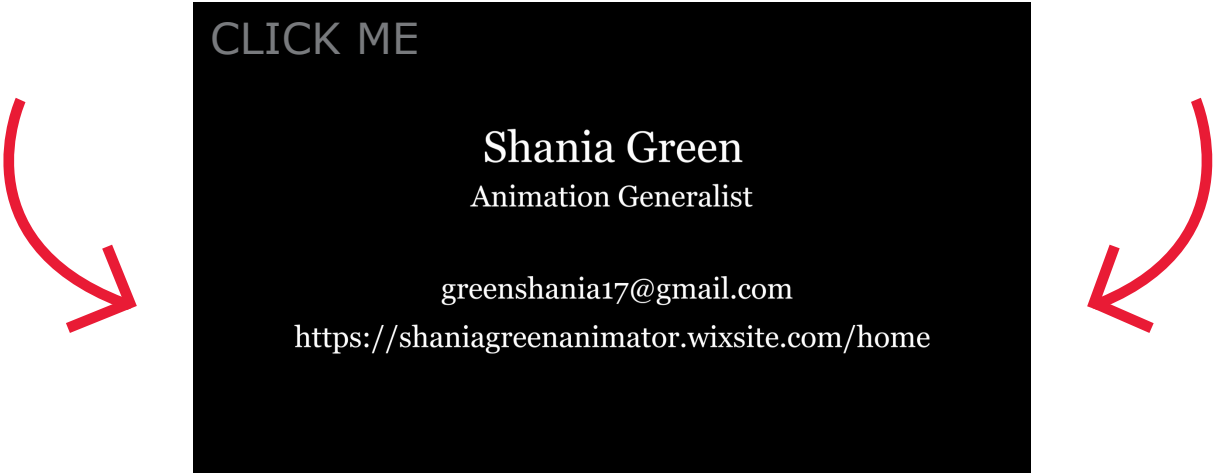 CLICK ME
Shania Green
Animation Generalist
greenshania17@gmail.com
https://shaniagreenanimator.wixsite.com/home